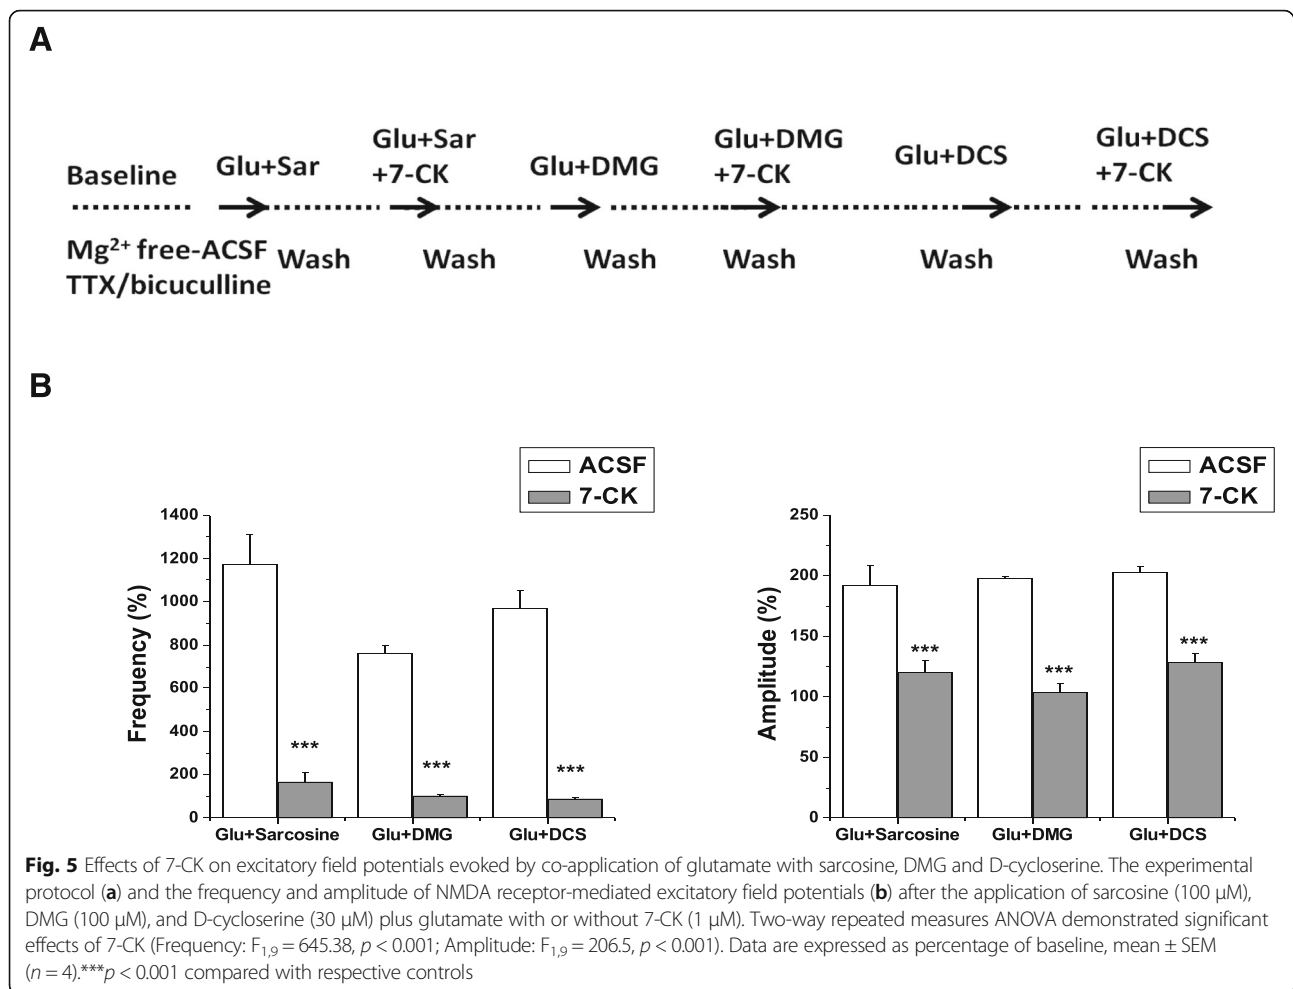 A
Baseline
Glu+Sar
Glu+Sar
+7-CK
Glu+DMG
Glu+DMG
+7-CK
Glu+DCS
Glu+DCS
+7-CK
Mg²⁺ free-ACSF
TTX/bicuculline
Wash
Wash
Wash
Wash
Wash
Wash
B
ACSF
7-CK
Frequency (%)
1400
1200
1000
800
600
400
200
0
***
***
***
Glu+Sarcosine
Glu+DMG
Glu+DCS
ACSF
7-CK
Amplitude (%)
250
200
150
100
50
0
***
***
***
Glu+Sarcosine
Glu+DMG
Glu+DCS
Fig. 5 Effects of 7-CK on excitatory field potentials evoked by co-application of glutamate with sarcosine, DMG and D-cycloserine. The experimental
protocol (a) and the frequency and amplitude of NMDA receptor-mediated excitatory field potentials (b) after the application of sarcosine (100 μM),
DMG (100 μM), and D-cycloserine (30 μM) plus glutamate with or without 7-CK (1 μM). Two-way repeated measures ANOVA demonstrated significant
effects of 7-CK (Frequency: F₁,₉ = 645.38, p < 0.001; Amplitude: F₁,₉ = 206.5, p < 0.001). Data are expressed as percentage of baseline, mean ± SEM
(n = 4).***p < 0.001 compared with respective controls